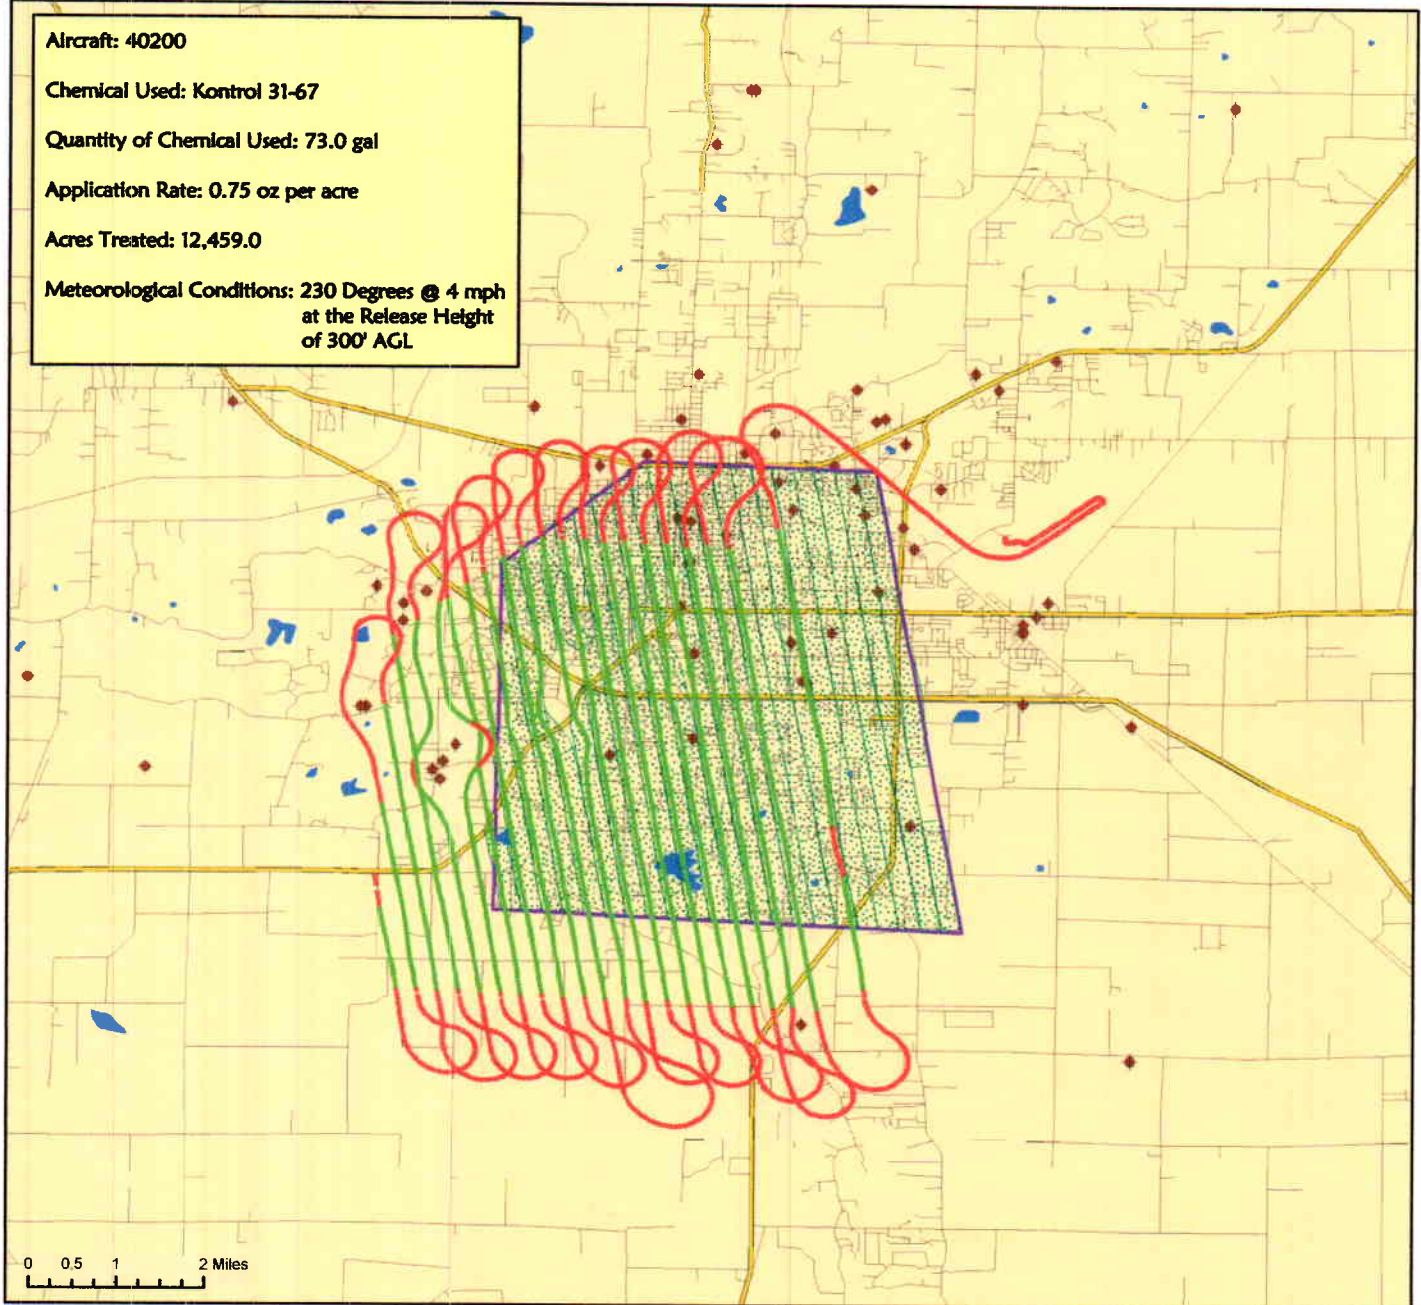 Aircraft: 40200
Chemical Used: Kontrol 31-67
Quantity of Chemical Used: 73.0 gal
Application Rate: 0.75 oz per acre
Acres Treated: 12,459.0
Meteorological Conditions: 230 Degrees @ 4 mph
at the Release Height
of 300' AGL
0 0.5 1 2 Miles